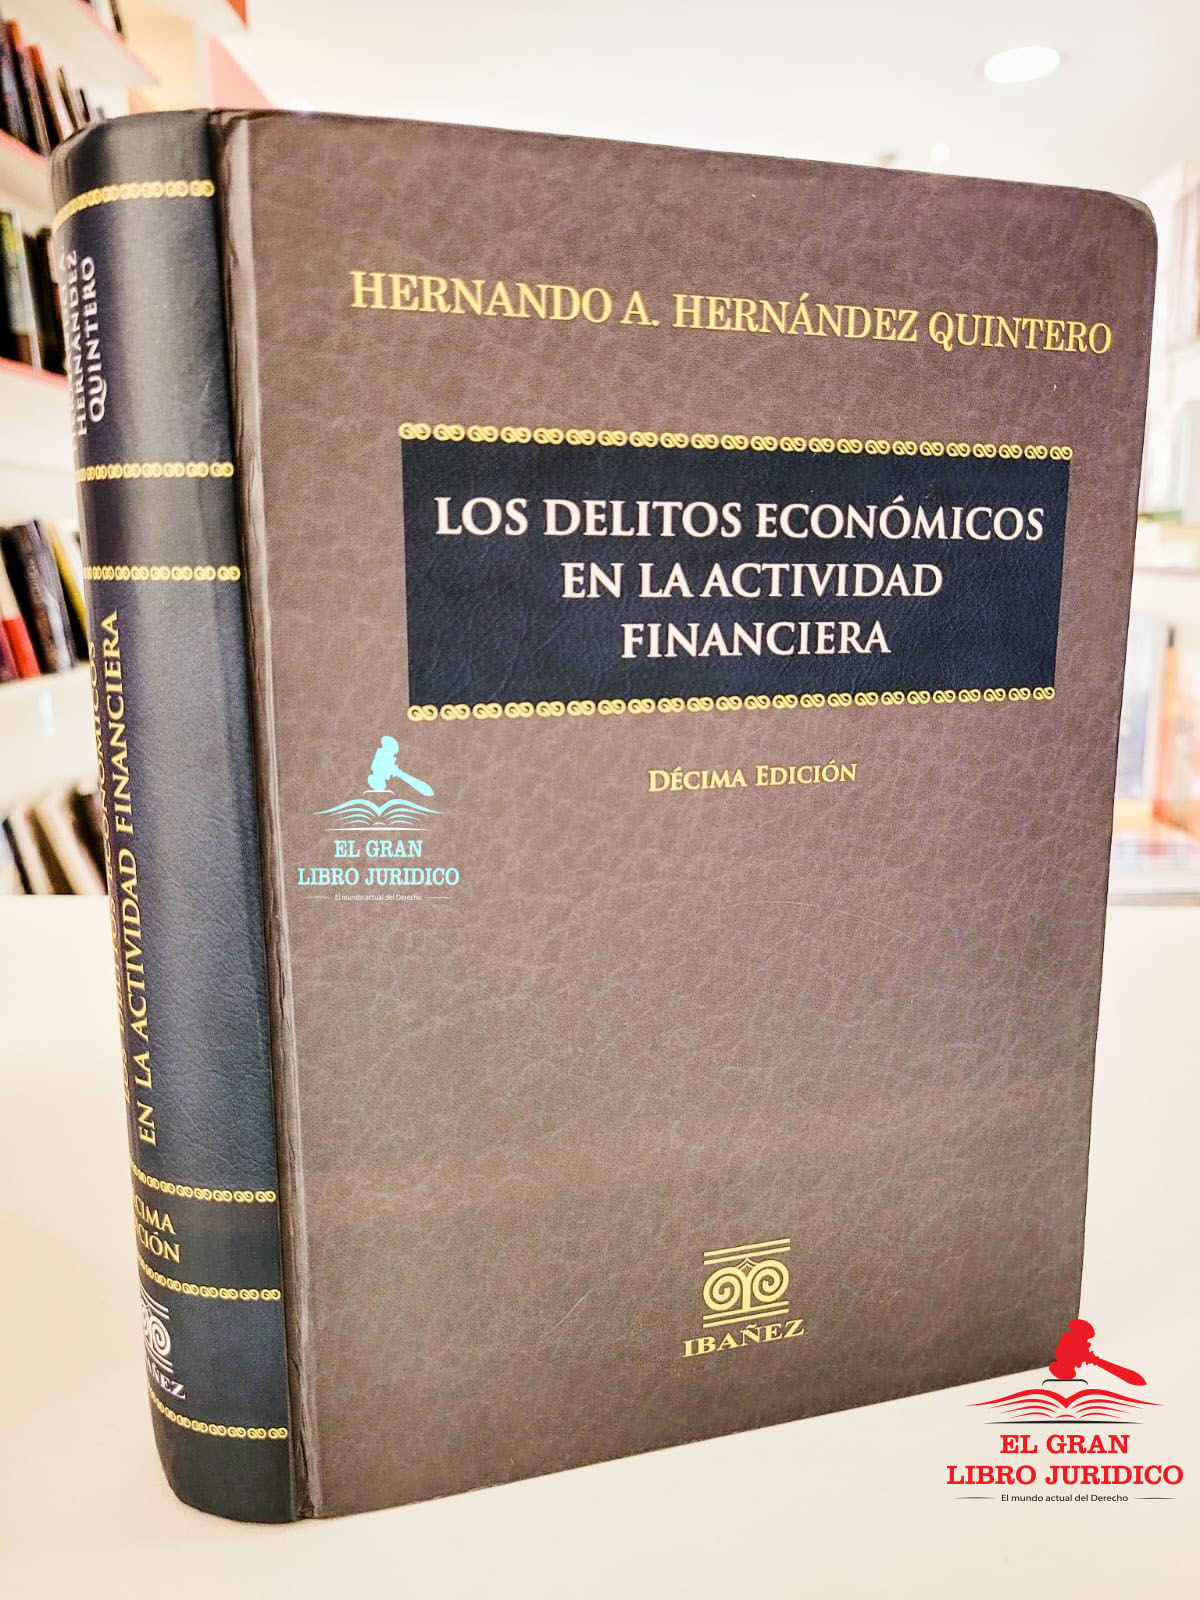 HERNANDO A. HERNÁNDEZ QUINTERO
LOS DELITOS ECONÓMICOS
EN LA ACTIVIDAD
FINANCIERA
DÉCIMA EDICIÓN
IBAÑEZ
HERNÁNDEZ
QUINTERO
EN LA ACTIVIDAD FINANCIERA
EL GRAN
LIBRO JURIDICO
El mundo actual del Derecho
EL GRAN
LIBRO JURIDICO
El mundo actual del Derecho